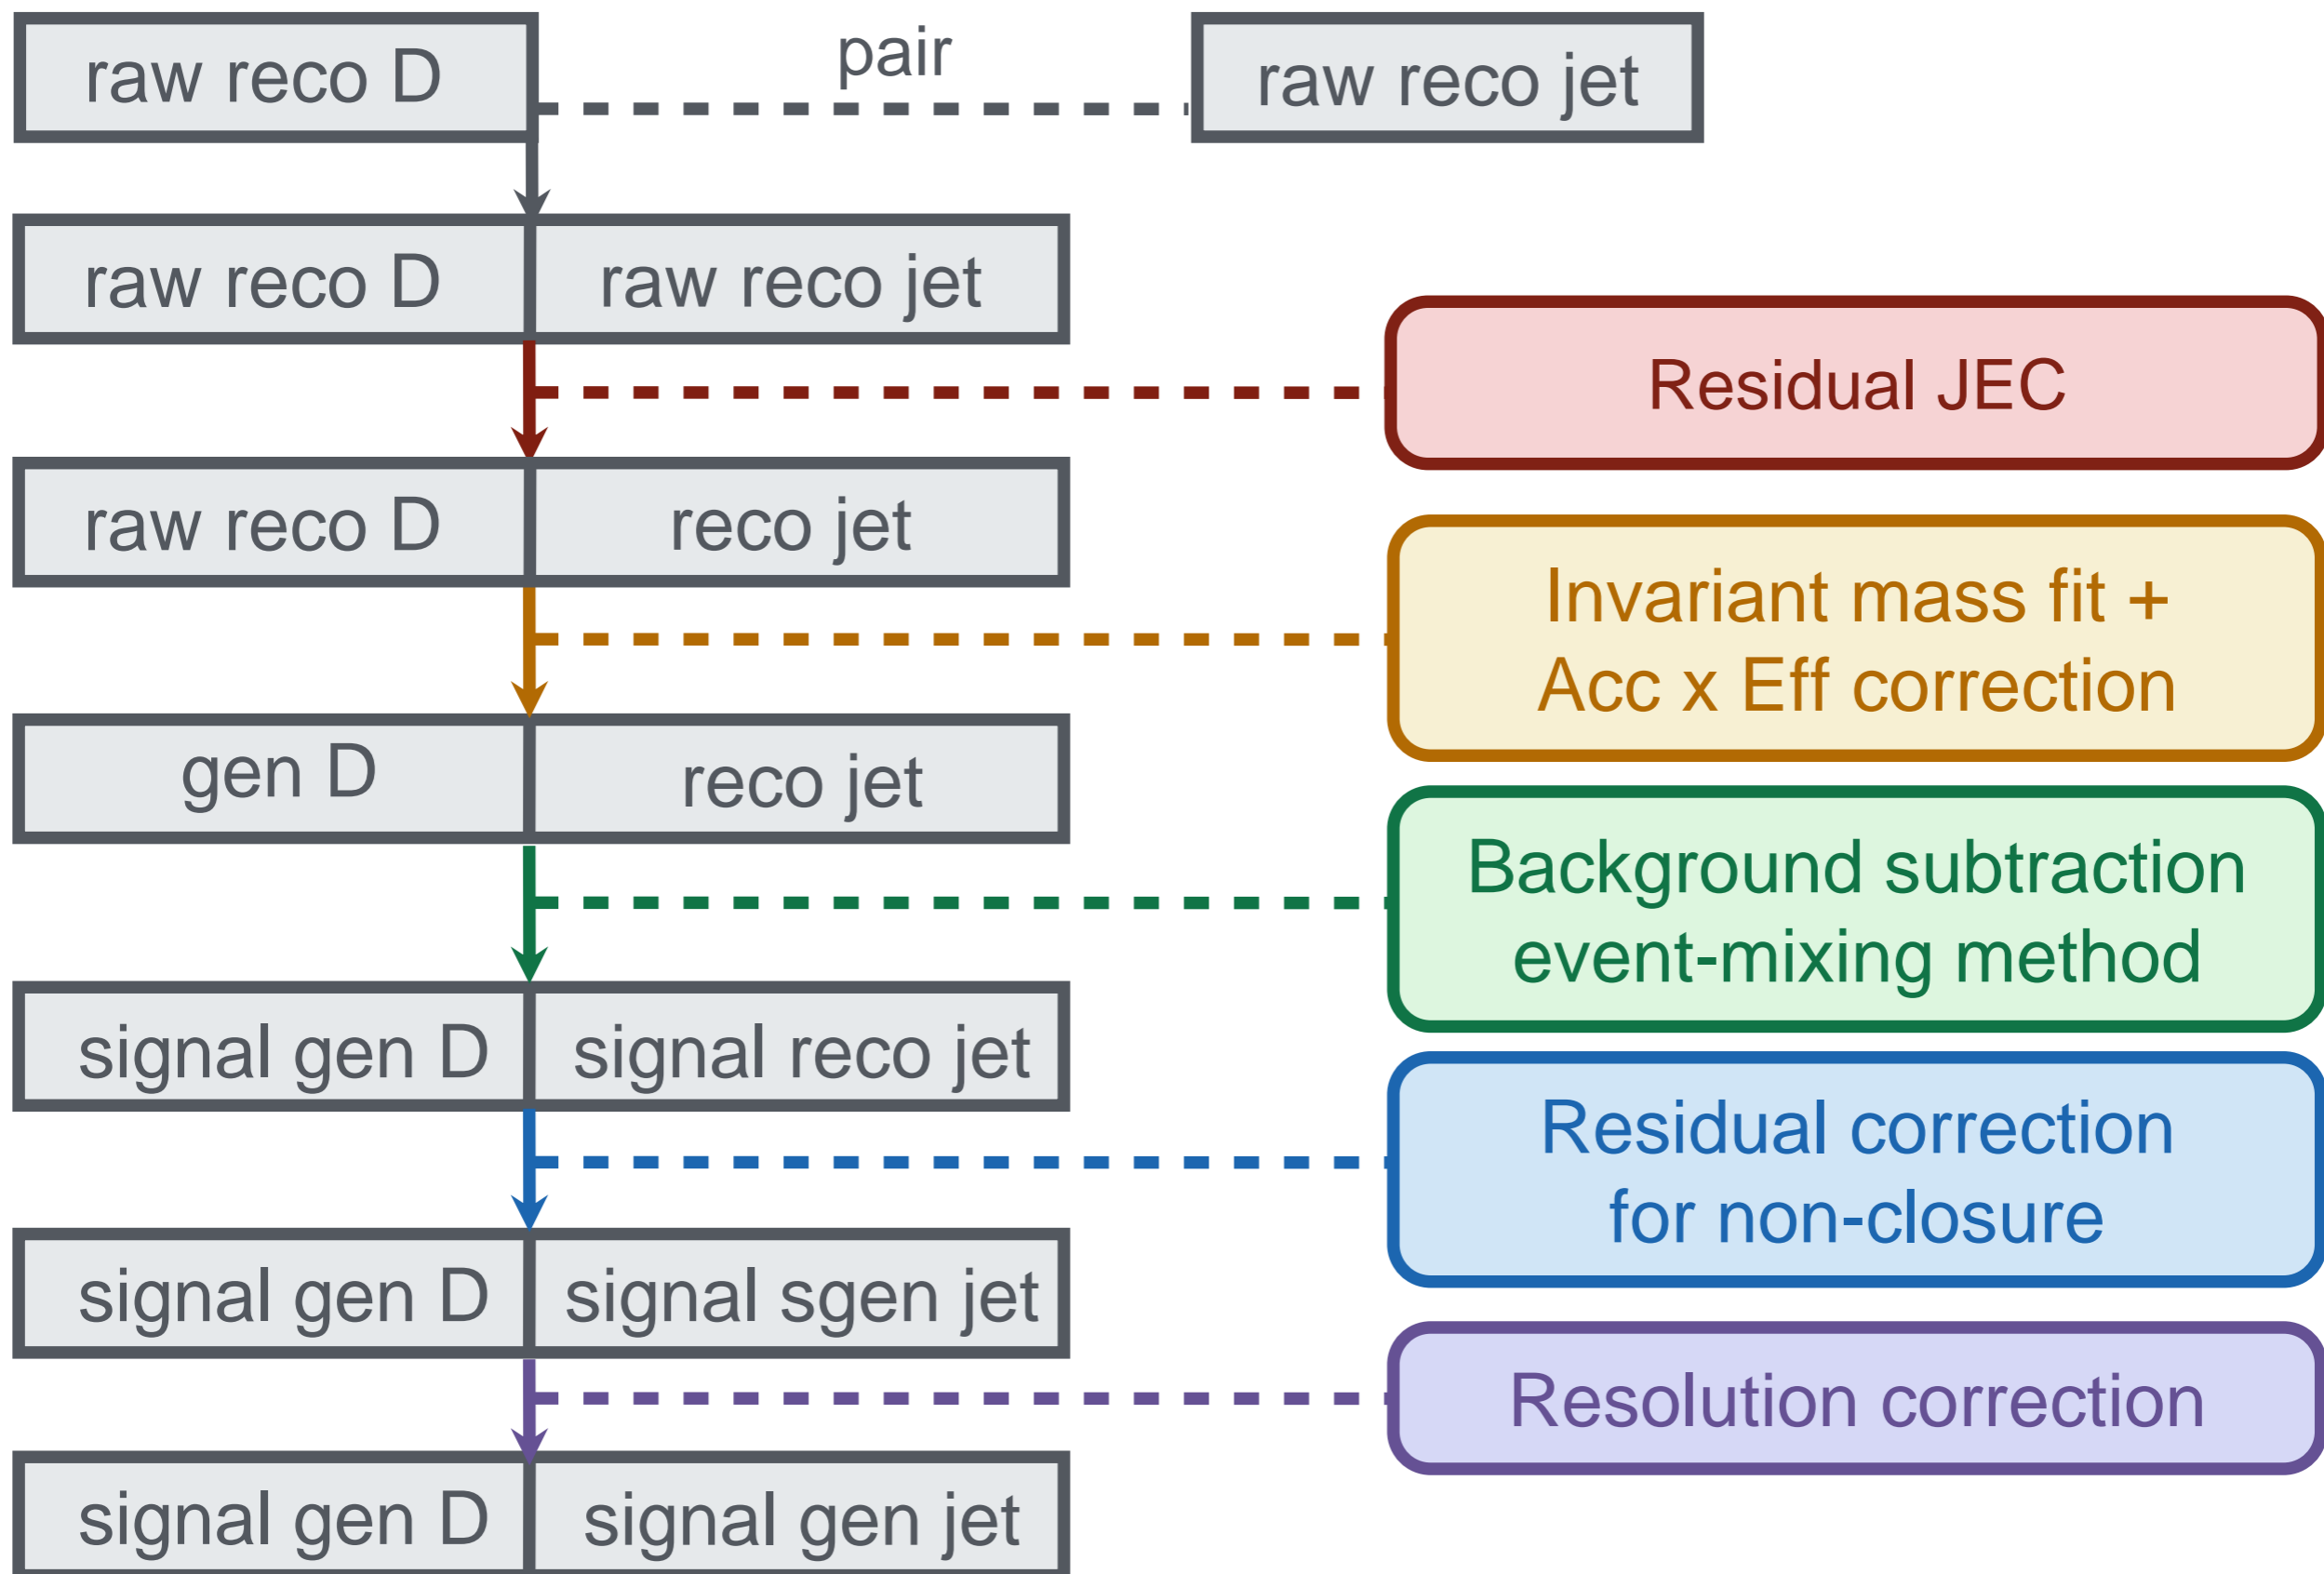 raw reco D
pair
raw reco jet
raw reco D
raw reco jet
Residual JEC
raw reco D
reco jet
Invariant mass fit +
Acc x Eff correction
gen D
reco jet
Background subtraction
event-mixing method
signal gen D
signal reco jet
Residual correction
for non-closure
signal gen D
signal sgen jet
Resolution correction
signal gen D
signal gen jet